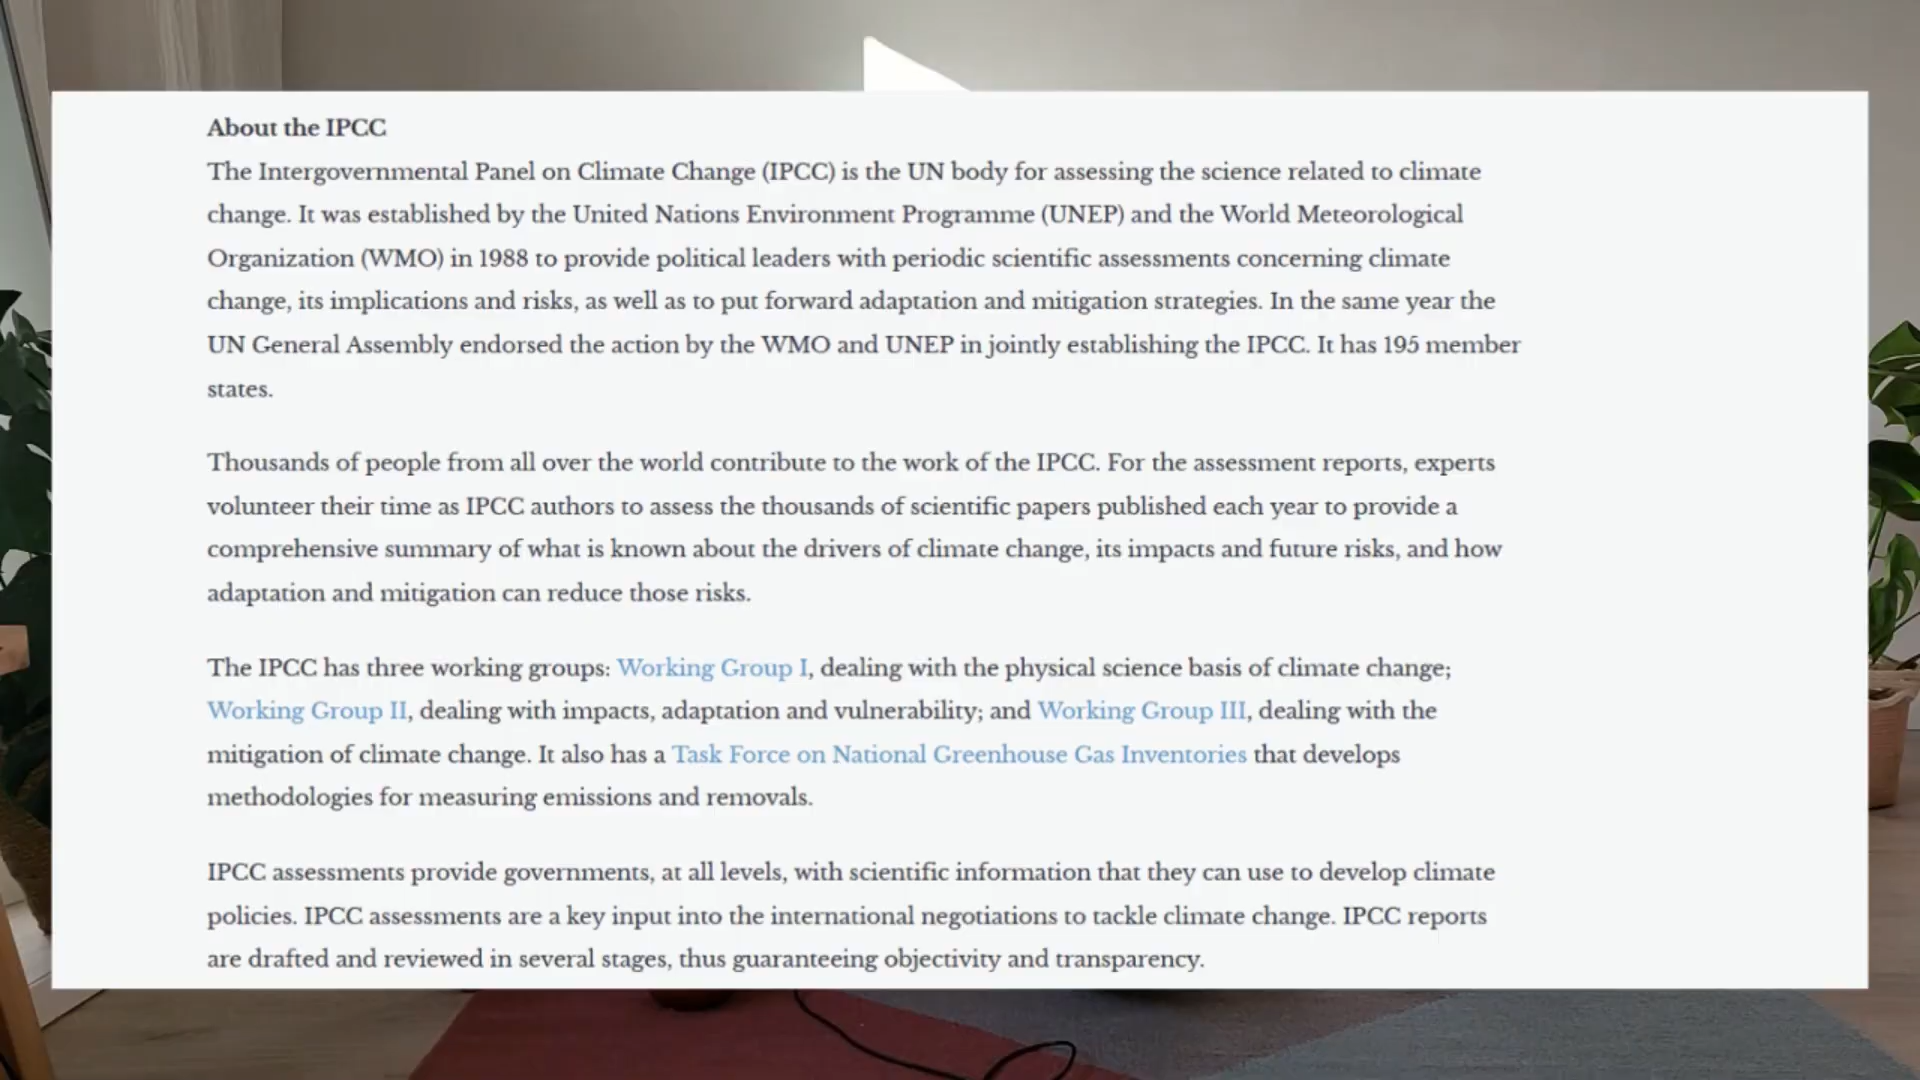 About the IPCC
The Intergovernmental Panel on Climate Change (IPCC) is the UN body for assessing the science related to climate
change. It was established by the United Nations Environment Programme (UNEP) and the World Meteorological
Organization (WMO) in 1988 to provide political leaders with periodic scientific assessments concerning climate
change, its implications and risks, as well as to put forward adaptation and mitigation strategies. In the same year the
UN General Assembly endorsed the action by the WMO and UNEP in jointly establishing the IPCC. It has 195 member
states.
Thousands of people from all over the world contribute to the work of the IPCC. For the assessment reports, experts
volunteer their time as IPCC authors to assess the thousands of scientific papers published each year to provide a
comprehensive summary of what is known about the drivers of climate change, its impacts and future risks, and how
adaptation and mitigation can reduce those risks.
The IPCC has three working groups: Working Group I, dealing with the physical science basis of climate change;
Working Group II, dealing with impacts, adaptation and vulnerability; and Working Group III, dealing with the
mitigation of climate change. It also has a Task Force on National Greenhouse Gas Inventories that develops
methodologies for measuring emissions and removals.
IPCC assessments provide governments, at all levels, with scientific information that they can use to develop climate
policies. IPCC assessments are a key input into the international negotiations to tackle climate change. IPCC reports
are drafted and reviewed in several stages, thus guaranteeing objectivity and transparency.